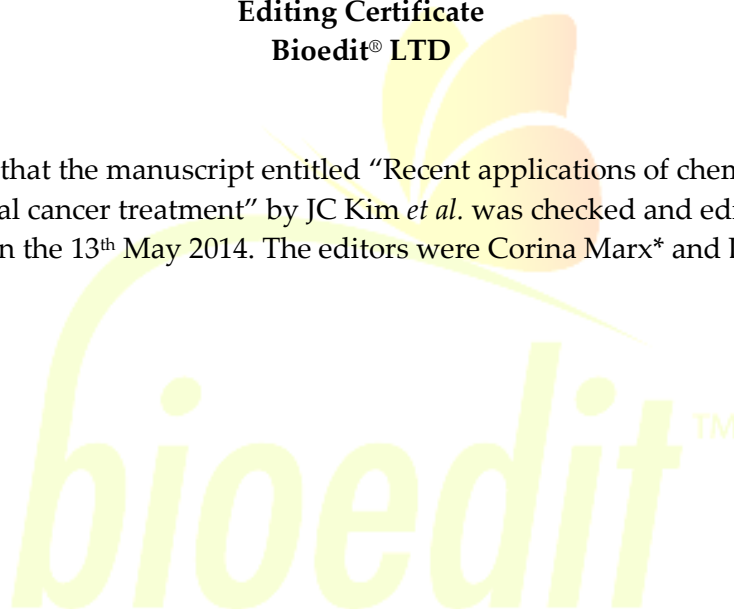 Editing Certificate
Bioedit® LTD
that the manuscript entitled “Recent applications of chem
al cancer treatment” by JC Kim et al. was checked and edi
n the 13th May 2014. The editors were Corina Marx* and
bioedit™